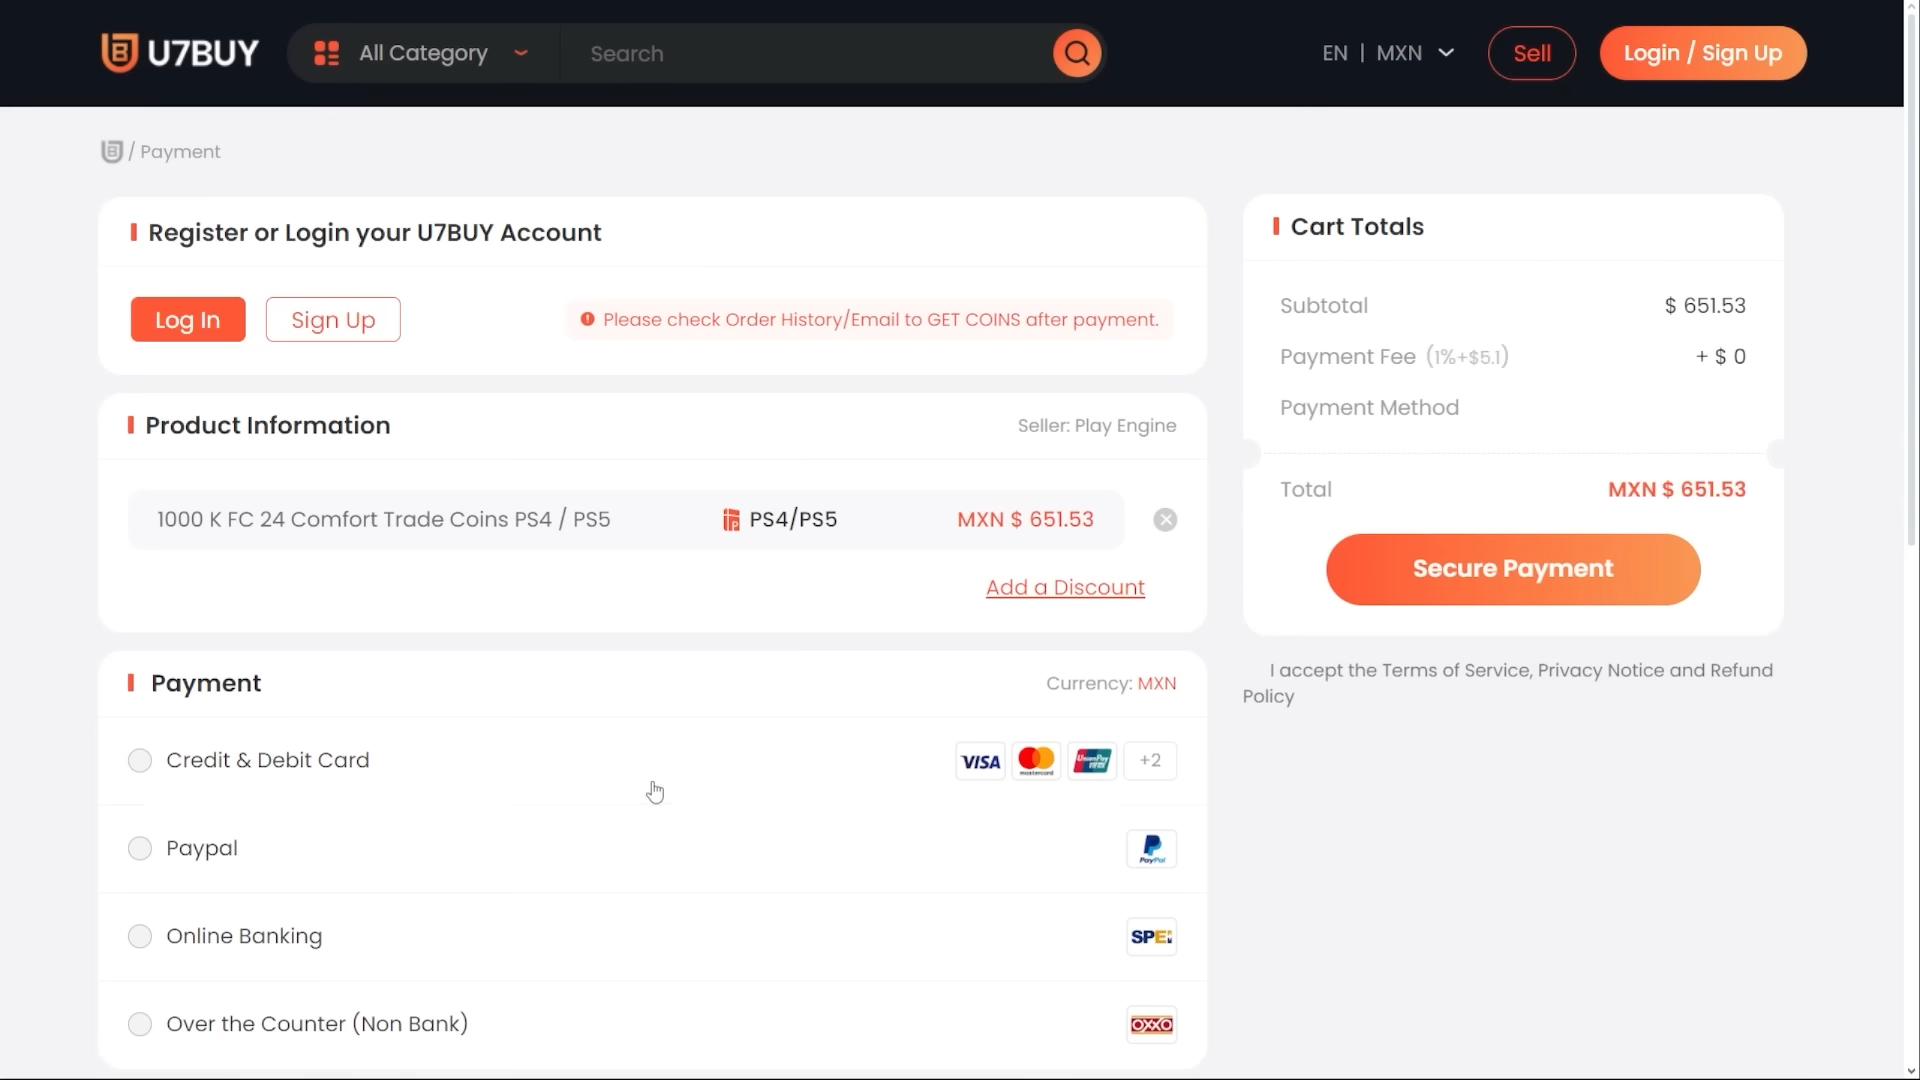 U7BUY All Category Search EN | MXN Sell Login / Sign Up
/ Payment
Register or Login your U7BUY Account
Log In Sign Up Please check Order History/Email to GET COINS after payment.
Product Information Seller: Play Engine
1000 K FC 24 Comfort Trade Coins PS4 / PS5 PS4/PS5 MXN $ 651.53
Add a Discount
Payment Currency: MXN
Credit & Debit Card VISA mastercard UnionPay +2
Paypal PayPal
Online Banking SPEI
Over the Counter (Non Bank) OXXO
Cart Totals
Subtotal $ 651.53
Payment Fee (1%+$5.1) + $ 0
Payment Method
Total MXN $ 651.53
Secure Payment
I accept the Terms of Service, Privacy Notice and Refund
Policy